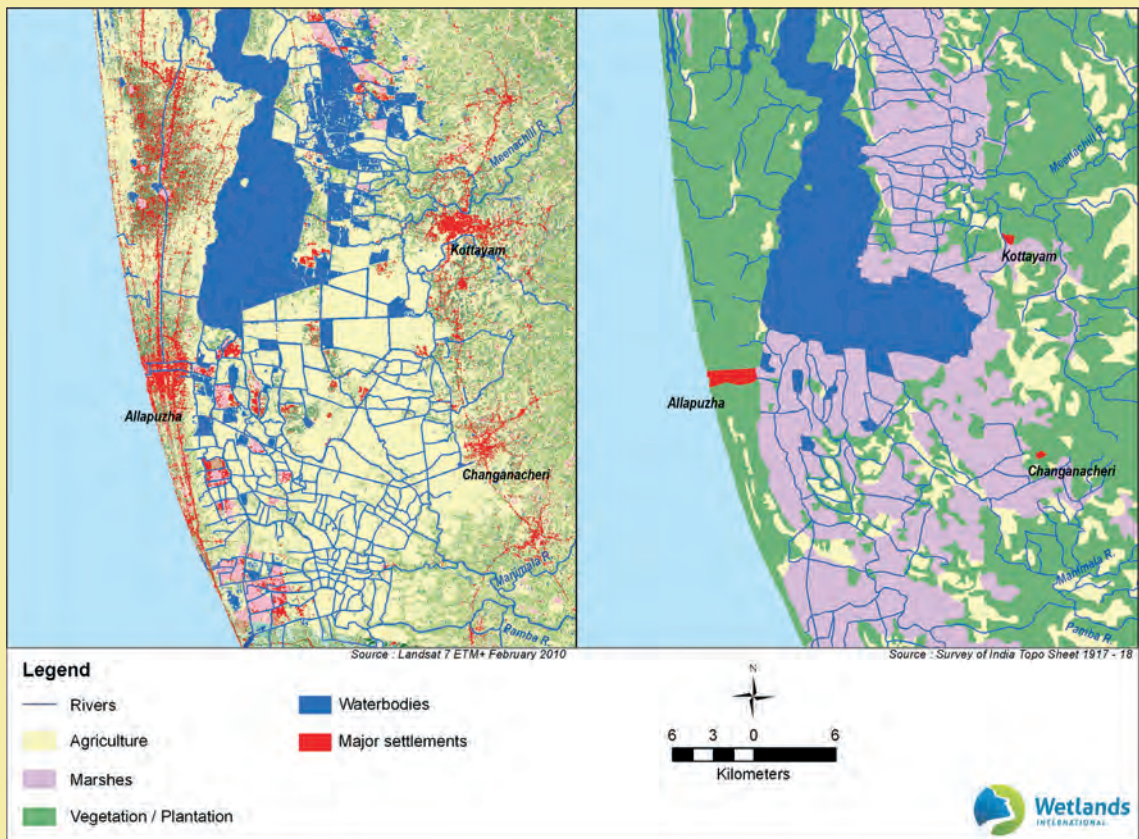 Meenachill R.
Kottayam
Allapuzha
Changanacheri
Manimala R.
Pamba R.
Source : Landsat 7 ETM+ February 2010
Meenachill R.
Kottayam
Allapuzha
Changanacheri
Manimala R.
Pamba R.
Source : Survey of India Topo Sheet 1917 - 18
Legend
Rivers
Agriculture
Marshes
Vegetation / Plantation
Waterbodies
Major settlements
N
6 3 0 6
Kilometers
Wetlands
INTERNATIONAL